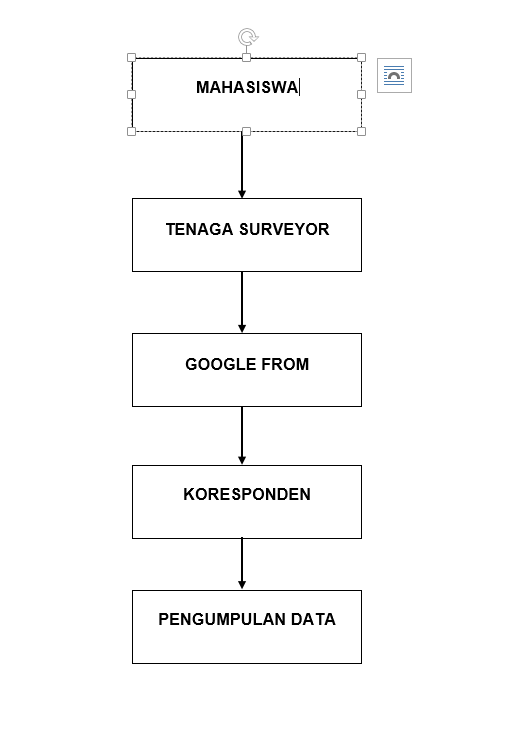 MAHASISWA
TENAGA SURVEYOR
GOOGLE FROM
KORESPONDEN
PENGUMPULAN DATA